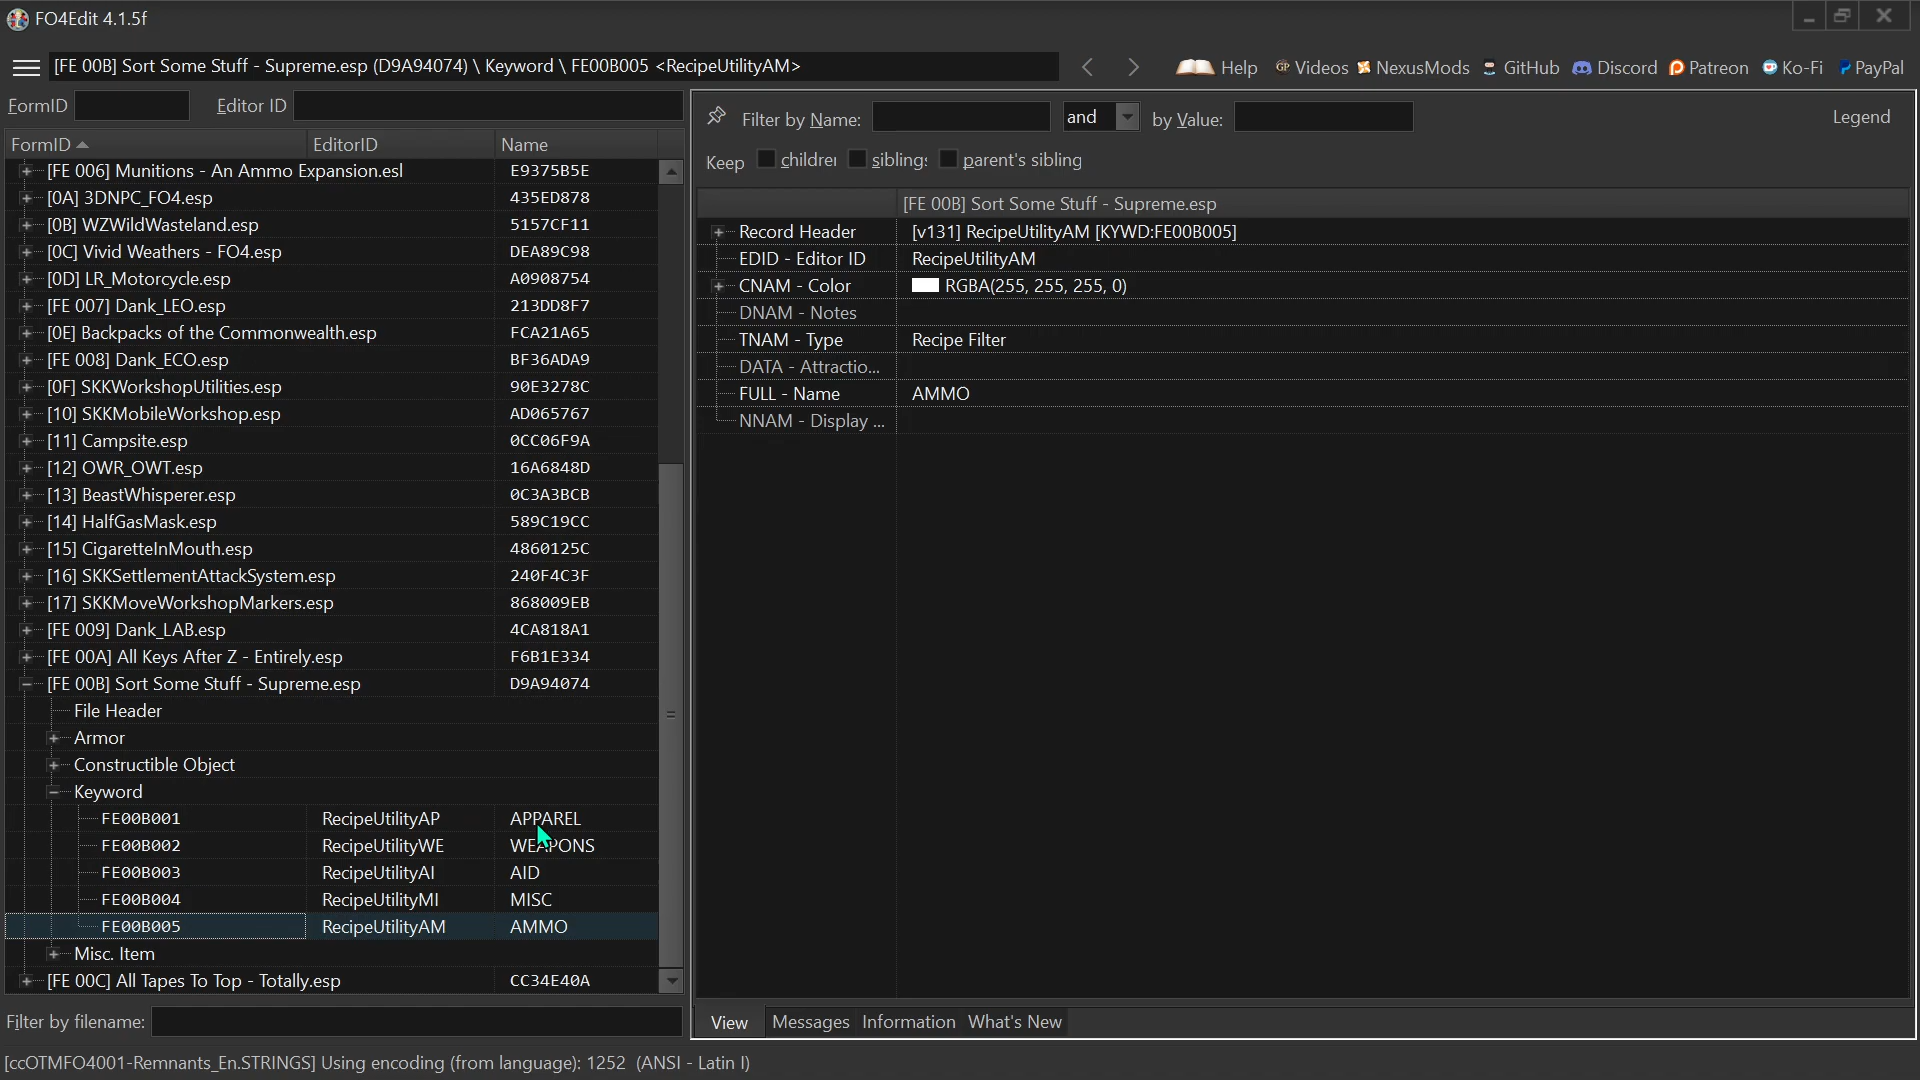 FO4Edit 4.1.5f
[FE 00B] Sort Some Stuff - Supreme.esp (D9A94074) \ Keyword \ FE00B005 <RecipeUtilityAM>
Help Videos NexusMods GitHub Discord Patreon Ko-Fi PayPal
FormID Editor ID
FormID EditorID Name
[FE 006] Munitions - An Ammo Expansion.esl E9375B5E
[0A] 3DNPC_FO4.esp 435ED878
[0B] WZWildWasteland.esp 5157CF11
[0C] Vivid Weathers - FO4.esp DEA89C98
[0D] LR_Motorcycle.esp A0908754
[FE 007] Dank_LEO.esp 213DD8F7
[0E] Backpacks of the Commonwealth.esp FCA21A65
[FE 008] Dank_ECO.esp BF36ADA9
[0F] SKKWorkshopUtilities.esp 90E3278C
[10] SKKMobileWorkshop.esp AD065767
[11] Campsite.esp 0CC06F9A
[12] OWR_OWT.esp 16A6848D
[13] BeastWhisperer.esp 0C3A3BCB
[14] HalfGasMask.esp 589C19CC
[15] CigaretteInMouth.esp 4860125C
[16] SKKSettlementAttackSystem.esp 240F4C3F
[17] SKKMoveWorkshopMarkers.esp 868009EB
[FE 009] Dank_LAB.esp 4CA818A1
[FE 00A] All Keys After Z - Entirely.esp F6B1E334
[FE 00B] Sort Some Stuff - Supreme.esp D9A94074
File Header
Armor
Constructible Object
Keyword
FE00B001 RecipeUtilityAP APPAREL
FE00B002 RecipeUtilityWE WEAPONS
FE00B003 RecipeUtilityAI AID
FE00B004 RecipeUtilityMI MISC
FE00B005 RecipeUtilityAM AMMO
Misc. Item
[FE 00C] All Tapes To Top - Totally.esp CC34E40A
Filter by filename:
Filter by Name: and by Value: Legend
Keep children siblings parent's sibling
[FE 00B] Sort Some Stuff - Supreme.esp
Record Header [v131] RecipeUtilityAM [KYWD:FE00B005]
EDID - Editor ID RecipeUtilityAM
CNAM - Color RGBA(255, 255, 255, 0)
DNAM - Notes
TNAM - Type Recipe Filter
DATA - Attractio...
FULL - Name AMMO
NNAM - Display ...
View Messages Information What's New
[ccOTMFO4001-Remnants_En.STRINGS] Using encoding (from language): 1252 (ANSI - Latin I)